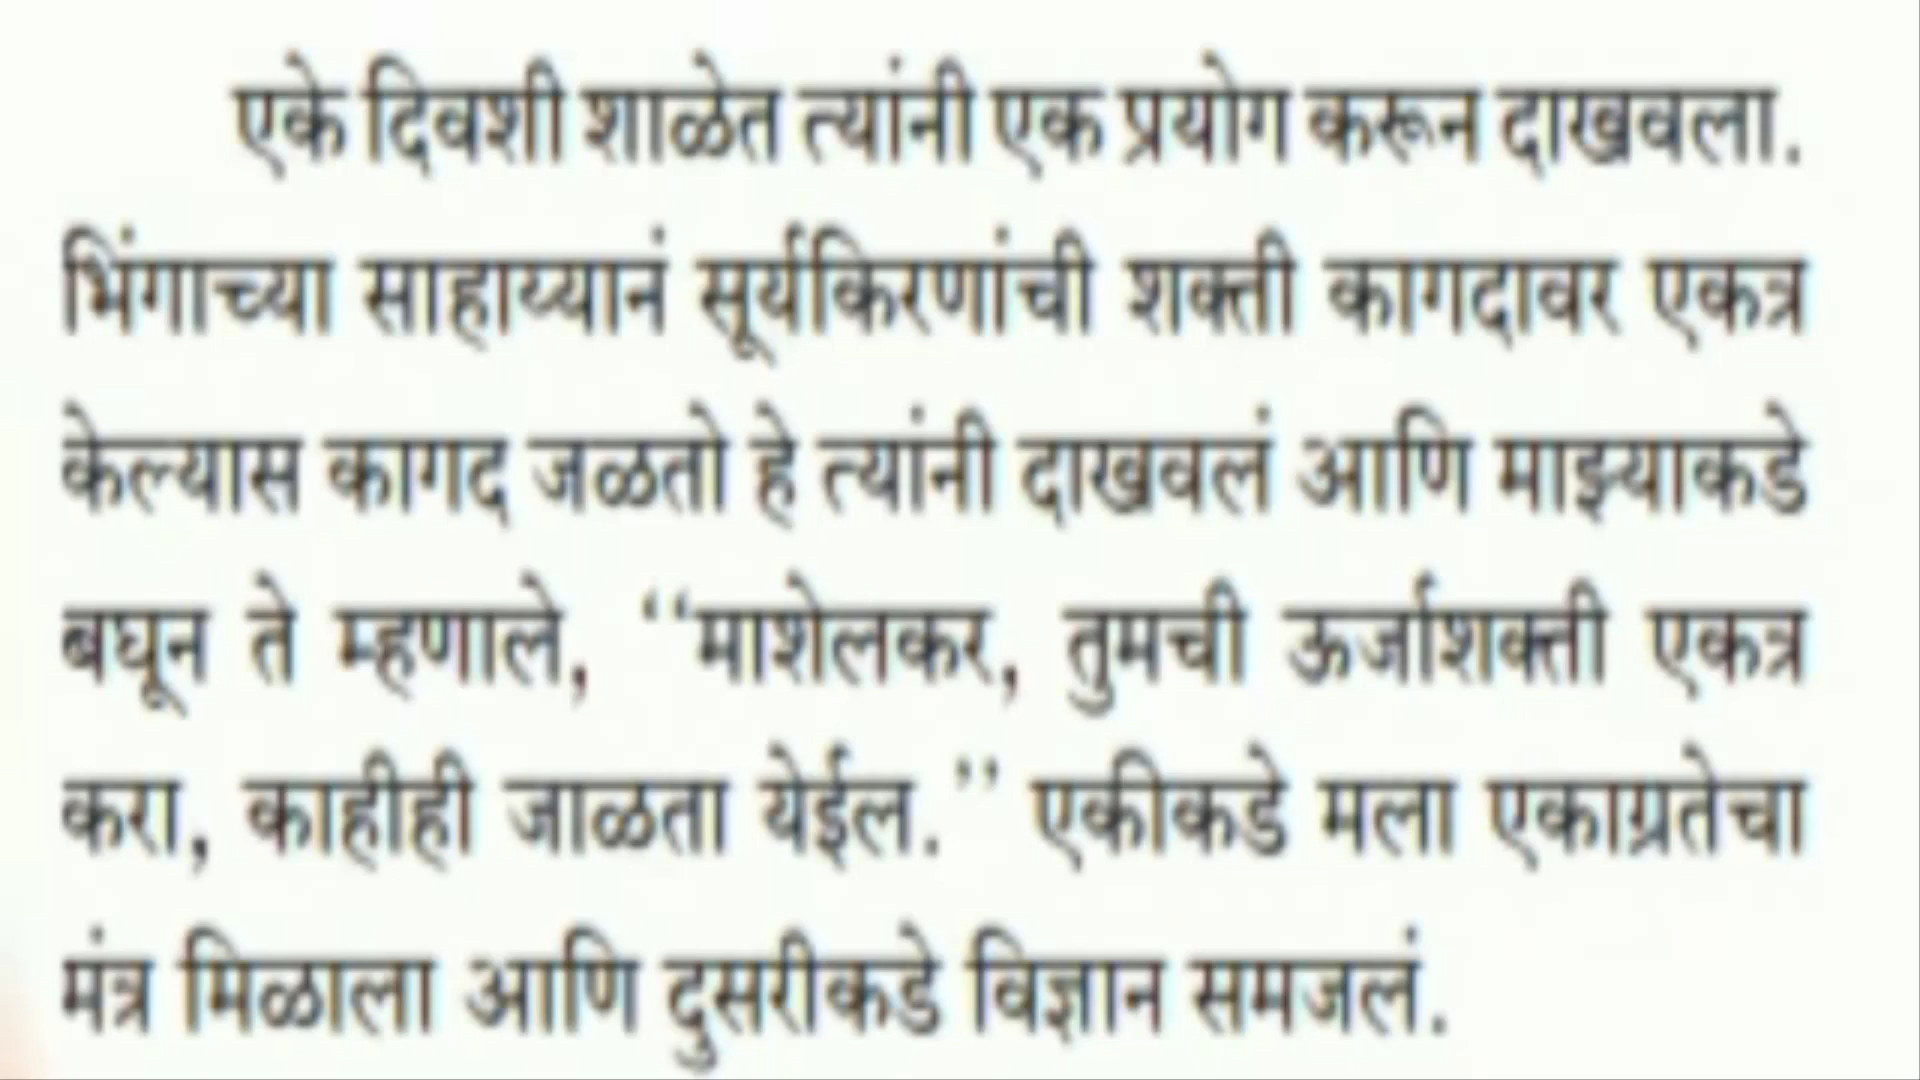 एके दिवशी शाळेत त्यांनी एक प्रयोग करून दाखवला.
भिंगाच्या साहाय्यानं सूर्यकिरणांची शक्ती कागदावर एकत्र
केल्यास कागद जळतो हे त्यांनी दाखवलं आणि माझ्याकडे
बघून ते म्हणाले, ‘‘माशेलकर, तुमची ऊर्जाशक्ती एकत्र
करा, काहीही जाळता येईल.’’ एकीकडे मला एकाग्रतेचा
मंत्र मिळाला आणि दुसरीकडे विज्ञान समजलं.